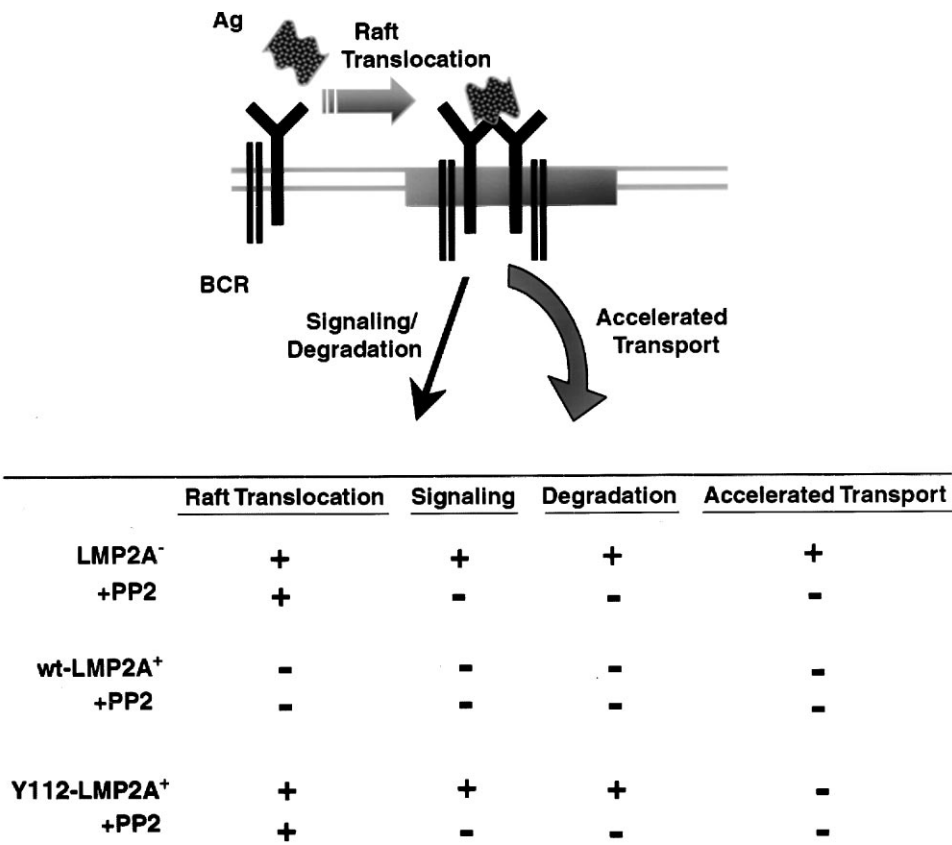 Ag
Raft
Translocation
BCR
Signaling/
Degradation
Accelerated
Transport
Raft Translocation Signaling Degradation Accelerated Transport
LMP2A⁻ + + + +
+PP2 + - - -
wt-LMP2A⁺ - - - -
+PP2 - - - -
Y112-LMP2A⁺ + + + -
+PP2 + - - -